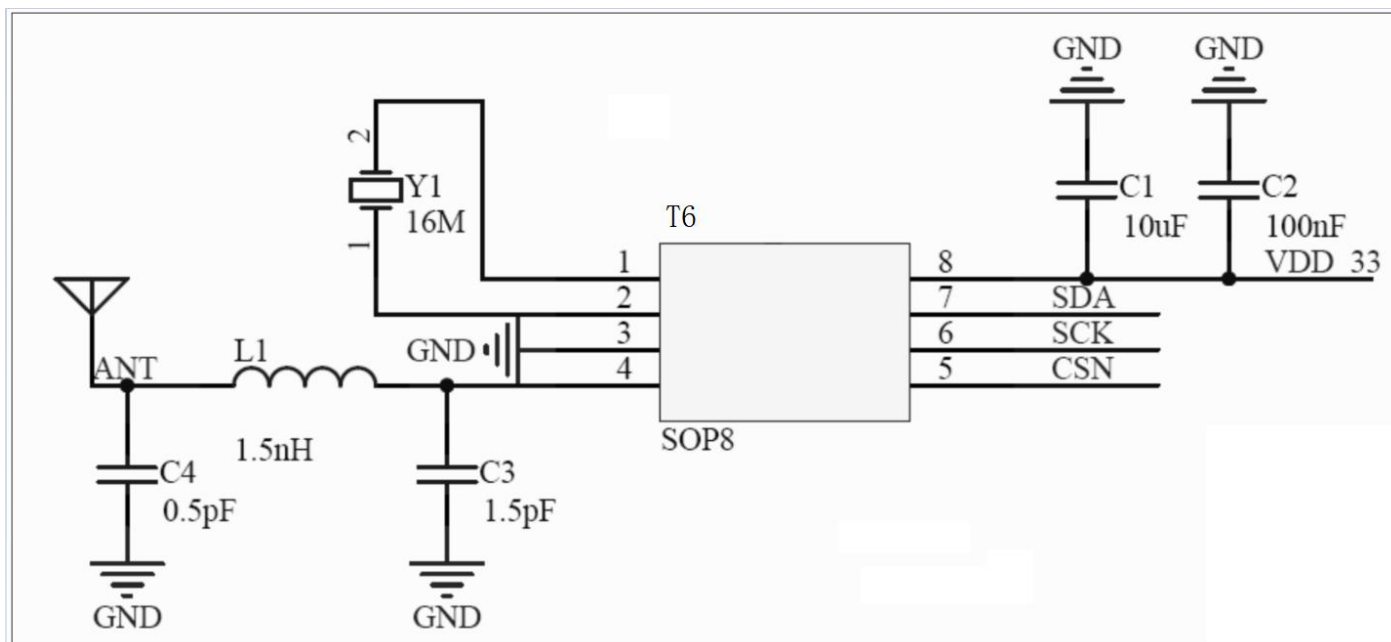 GND
GND
2
Y1
16M
1
C1
10uF
C2
100nF
T6
1
2
3
4
8
7
6
5
VDD 33
SDA
SCK
CSN
GND
ANT
L1
1.5nH
SOP8
C4
0.5pF
C3
1.5pF
GND
GND